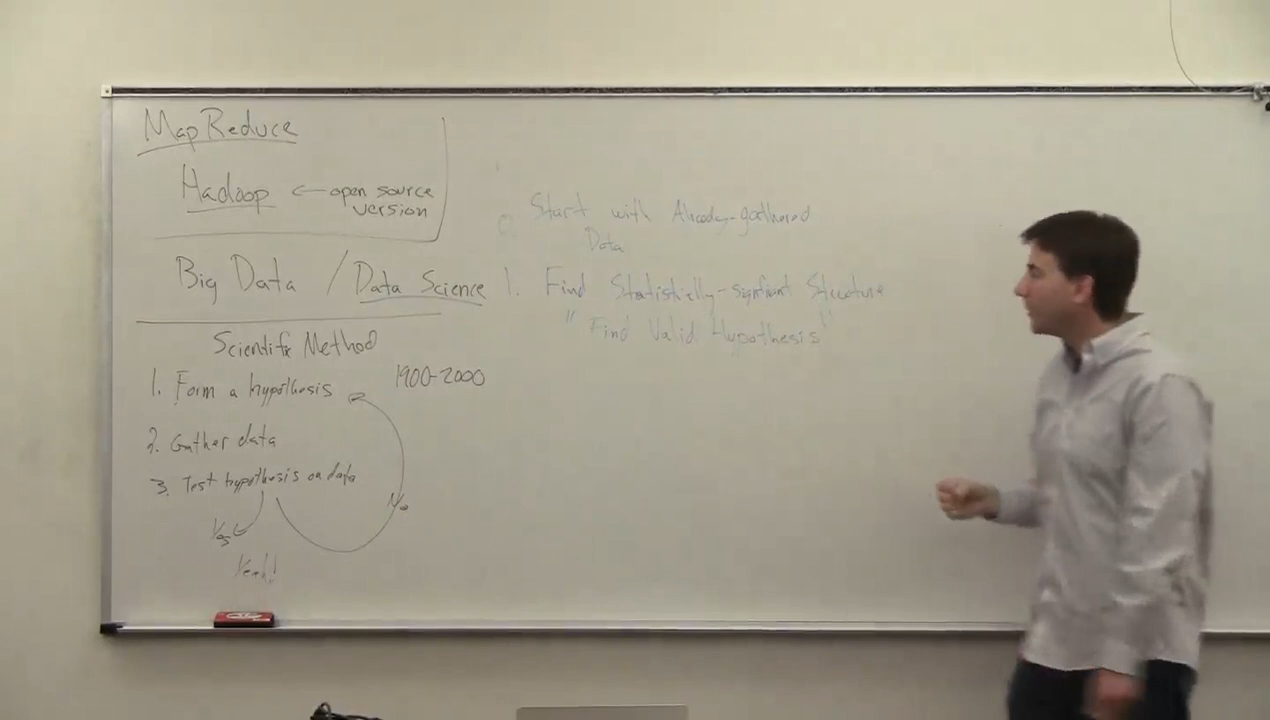 MapReduce
Hadoop ← open source
version
Big Data / Data Science
Scientific Method
1900-2000
1. Form a hypothesis
2. Gather data
3. Test hypothesis on data
No
Yes
Yeah!
0. Start with Already-gathered
Data
1. Find Statistically-significant Structure
"Find Valid Hypothesis"